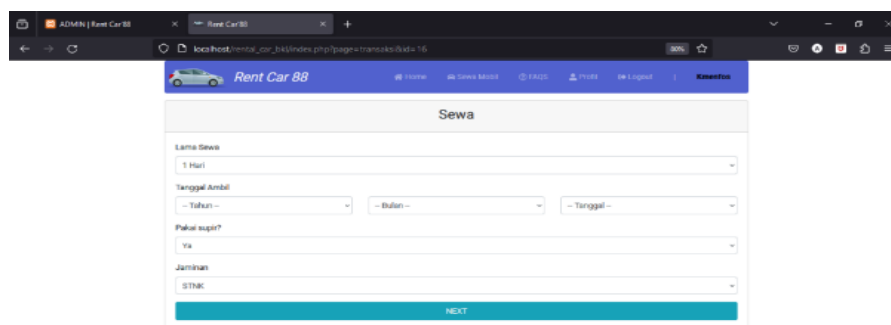 ADMIN | Rent Car'88 Rent Car'88
localhost/rental_car_bkl/index.php?page=transaksi&id=16 80%
Rent Car 88 Home Sewa Mobil FAQS Profil Logout | Kmenfos
Sewa
Lama Sewa
1 Hari
Tanggal Ambil
-- Tahun -- -- Bulan -- -- Tanggal --
Pakai supir?
Ya
Jaminan
STNK
NEXT